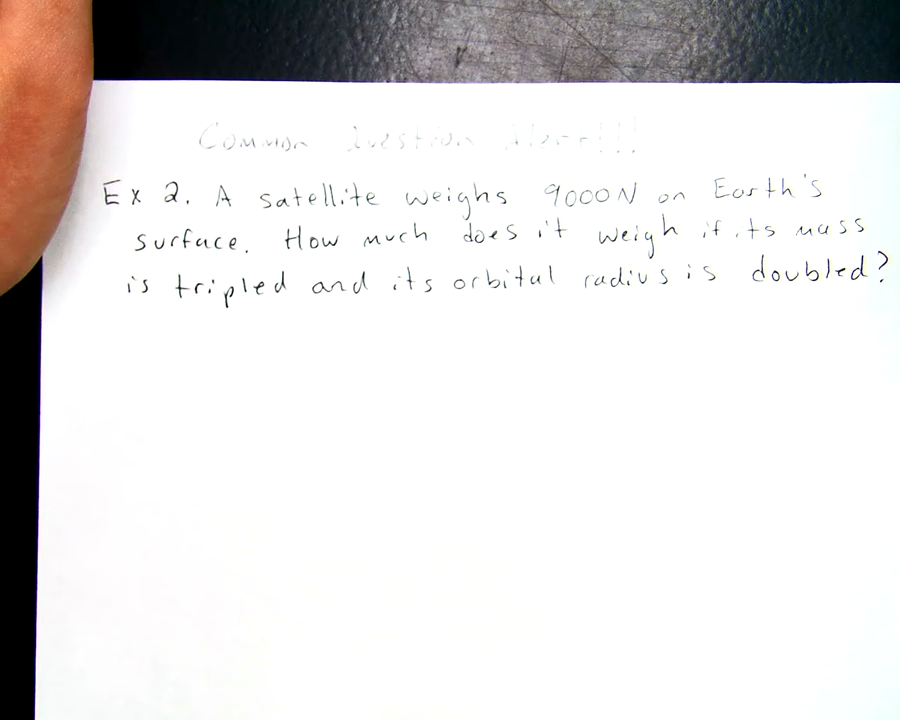 Common Question Alert!!!
Ex 2. A satellite weighs 9000N on Earth's
surface. How much does it weigh if its mass
is tripled and its orbital radius is doubled?